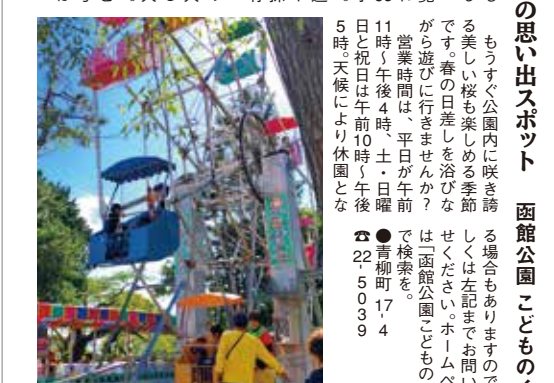 の思い出スポット 函館公園 こどもの
もうすぐ公園内に咲き誇
る美しい桜も楽しめる季節
です。春の日差しを浴びな
がら遊びに行きませんか？
営業時間は、平日が午前
11時～午後4時、土・日曜
日と祝日は午前10時～午後
5時。天候により休園とな
る場合もありますので
しくは左記までお問い
せください。ホームペ
は「函館公園こどもの
で検索を。
●青柳町17-4
☎22-5039